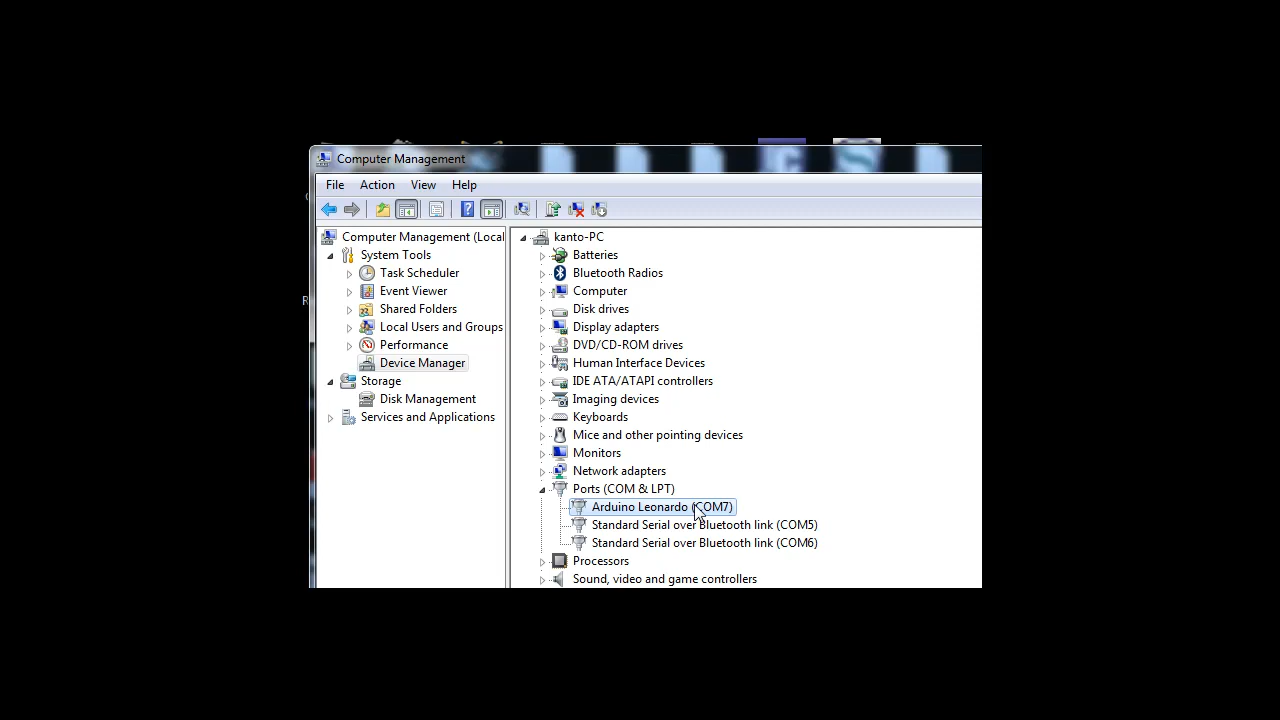 Computer Management
File Action View Help
Computer Management (Local
System Tools
Task Scheduler
Event Viewer
Shared Folders
Local Users and Groups
Performance
Device Manager
Storage
Disk Management
Services and Applications
kanto-PC
Batteries
Bluetooth Radios
Computer
Disk drives
Display adapters
DVD/CD-ROM drives
Human Interface Devices
IDE ATA/ATAPI controllers
Imaging devices
Keyboards
Mice and other pointing devices
Monitors
Network adapters
Ports (COM & LPT)
Arduino Leonardo (COM7)
Standard Serial over Bluetooth link (COM5)
Standard Serial over Bluetooth link (COM6)
Processors
Sound, video and game controllers